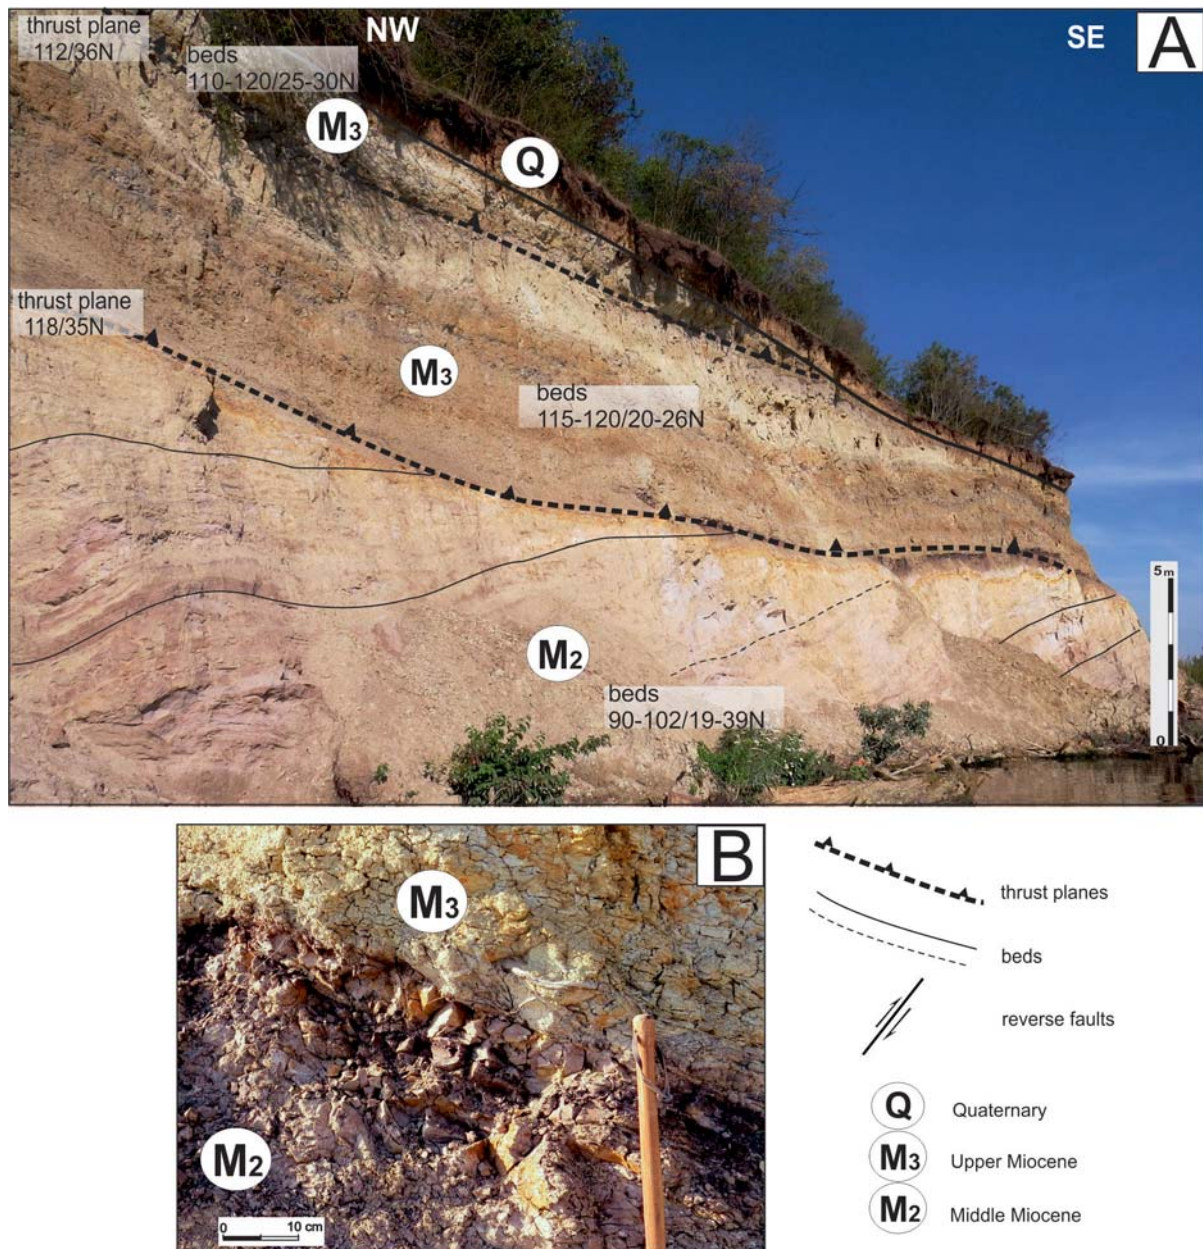 thrust plane
112/36N
NW
SE
A
beds
110-120/25-30N
M3
Q
thrust plane
118/35N
M3
beds
115-120/20-26N
M2
beds
90-102/19-39N
5m
0
B
M3
M2
0 10 cm
thrust planes
beds
reverse faults
Q Quaternary
M3 Upper Miocene
M2 Middle Miocene